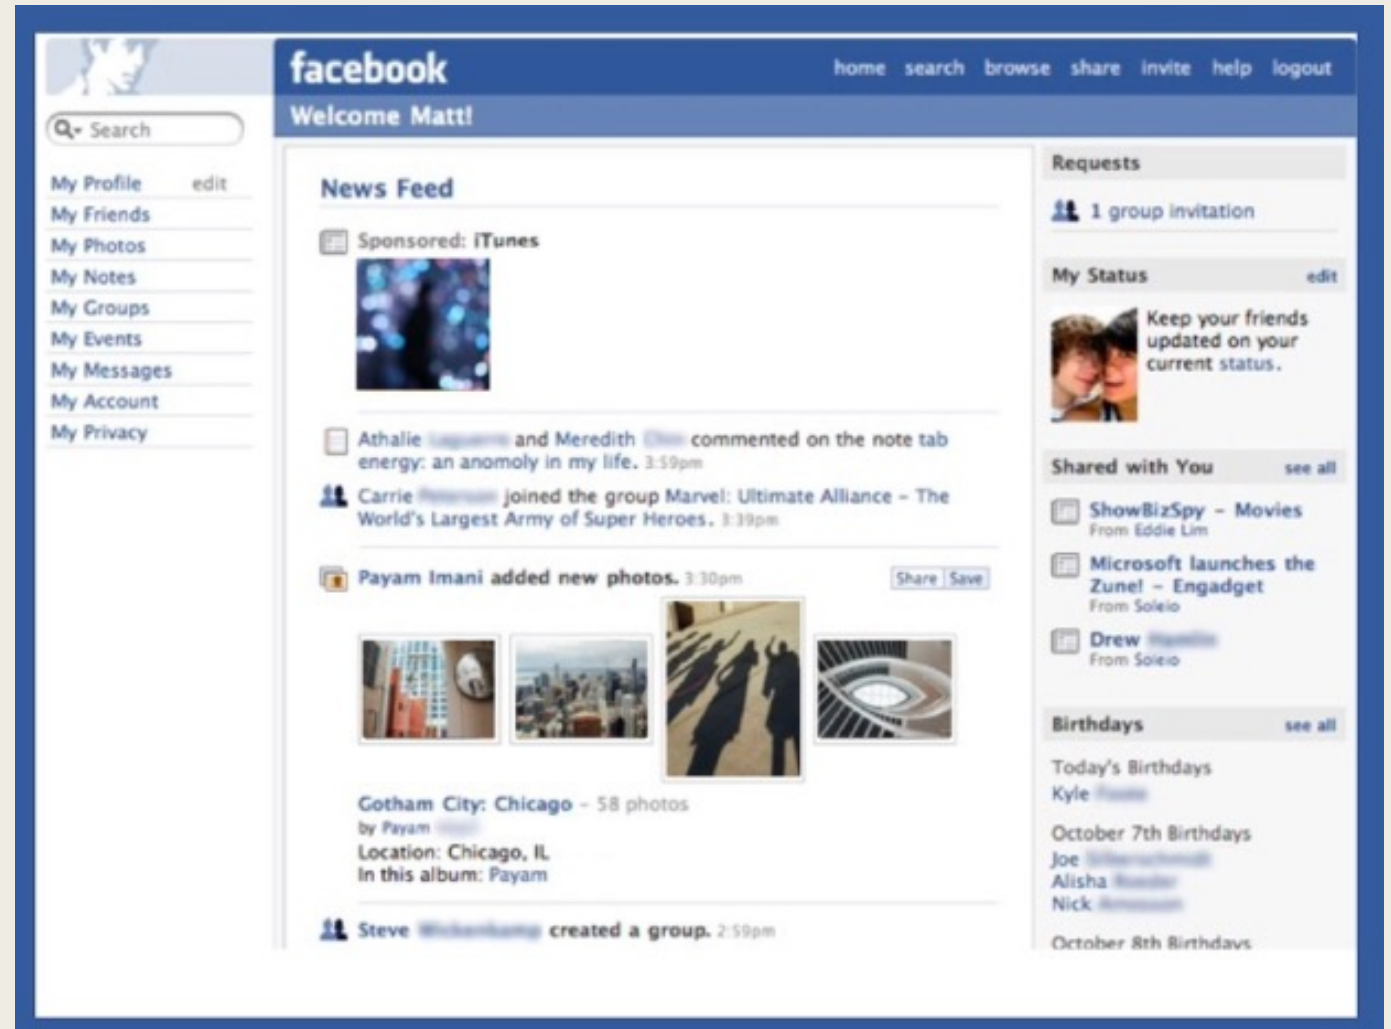 facebook
home search browse share invite help logout
Welcome Matt!
Search
My Profile edit
My Friends
My Photos
My Notes
My Groups
My Events
My Messages
My Account
My Privacy
News Feed
Sponsored: iTunes
Athalie and Meredith commented on the note tab
energy: an anomoly in my life. 3:59pm
Carrie joined the group Marvel: Ultimate Alliance – The
World's Largest Army of Super Heroes. 3:39pm
Payam Imani added new photos. 3:30pm
Share Save
Gotham City: Chicago – 58 photos
by Payam
Location: Chicago, IL
In this album: Payam
Steve created a group. 2:59pm
Requests
1 group invitation
My Status edit
Keep your friends
updated on your
current status.
Shared with You see all
ShowBizSpy – Movies
From Eddie Lim
Microsoft launches the
Zune! – Engadget
From Soleio
Drew
From Soleio
Birthdays see all
Today's Birthdays
Kyle
October 7th Birthdays
Joe
Alisha
Nick
October 8th Birthdays